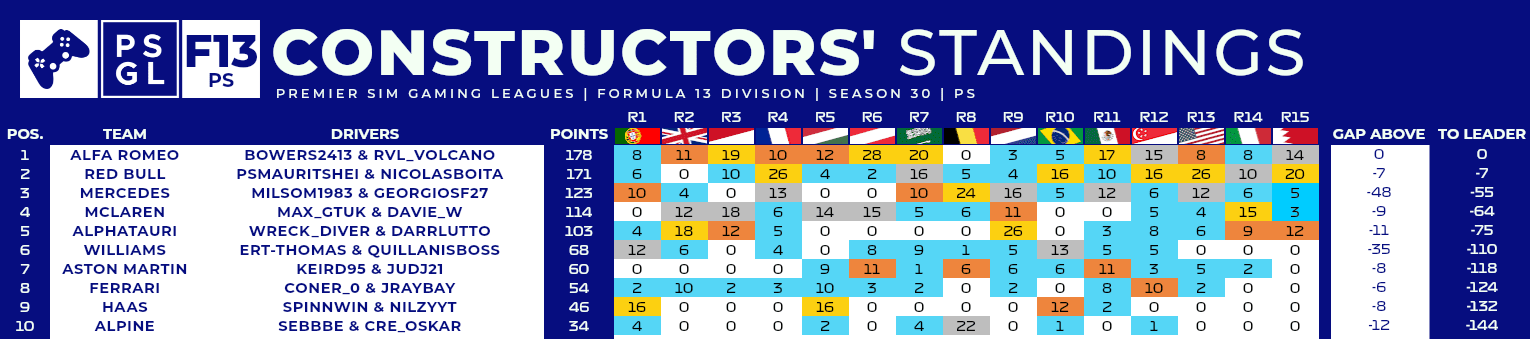 PS
GL
F13
PS
CONSTRUCTORS' STANDINGS
PREMIER SIM GAMING LEAGUES | FORMULA 13 DIVISION | SEASON 30 | PS
R1 R2 R3 R4 R5 R6 R7 R8 R9 R10 R11 R12 R13 R14 R15
POS. TEAM DRIVERS POINTS GAP ABOVE TO LEADER
1 ALFA ROMEO BOWERS2413 & RVL_VOLCANO 178 8 11 19 10 12 28 20 0 3 5 17 15 8 8 14 0 0
2 RED BULL PSMAURITSHEI & NICOLASBOITA 171 6 0 10 26 4 2 16 5 4 16 10 16 26 10 20 -7 -7
3 MERCEDES MILSOM1983 & GEORGIOSF27 123 10 4 0 13 0 0 10 24 16 5 12 6 12 6 5 -48 -55
4 MCLAREN MAX_GTUK & DAVIE_W 114 0 12 18 6 14 15 5 6 11 0 0 5 4 15 3 -9 -64
5 ALPHATAURI WRECK_DIVER & DARRLUTTO 103 4 18 12 5 0 0 0 0 26 0 3 8 6 9 12 -11 -75
6 WILLIAMS ERT-THOMAS & QUILLANISBOSS 68 12 6 0 4 0 8 9 1 5 13 5 5 0 0 0 -35 -110
7 ASTON MARTIN KEIRD95 & JUDJ21 60 0 0 0 0 9 11 1 6 6 6 11 3 5 2 0 -8 -118
8 FERRARI CONER_0 & JRAYBAY 54 2 10 2 3 10 3 2 0 2 0 8 10 2 0 0 -6 -124
9 HAAS SPINNWIN & NILZYYT 46 16 0 0 0 16 0 0 0 0 12 2 0 0 0 0 -8 -132
10 ALPINE SEBBBE & CRE_OSKAR 34 4 0 0 0 2 0 4 22 0 1 0 1 0 0 0 -12 -144